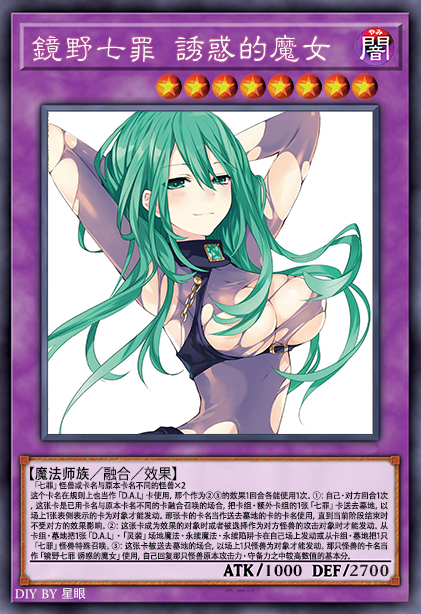 鏡野七罪 誘惑的魔女
闇
やみ
【魔法师族／融合／效果】
「七罪」怪兽或卡名与原本卡名不同的怪兽×2
这个卡名在规则上也当作「D.A.L」卡使用，那个作为②③的效果1回合各能使用1次。①：自己·对方回合1次
，这张卡是已用卡名与原本卡名不同的卡融合召唤的场合，把卡组·额外卡组的1张「七罪」卡送去墓地，以
场上1张表侧表示的卡为对象才能发动。那张卡的卡名当作送去墓地的卡的卡名使用，直到当前阶段结束时
不受对方的效果影响。②：这张卡成为效果的对象时或者被选择作为对方怪兽的攻击对象时才能发动。从
卡组·墓地把1张「D.A.L」·「灵装」场地魔法·永续魔法·永续陷阱卡在自己场上发动或从卡组·墓地把1只
「七罪」怪兽特殊召唤。③：这张卡被送去墓地的场合，以场上1只怪兽为对象才能发动，那只怪兽的卡名当
作「镜野七罪 诱惑的魔女」使用，自己回复那只怪兽原本攻击力·守备力之中较高数值的基本分。
ATK/1000 DEF/2700
DIY BY 星眼